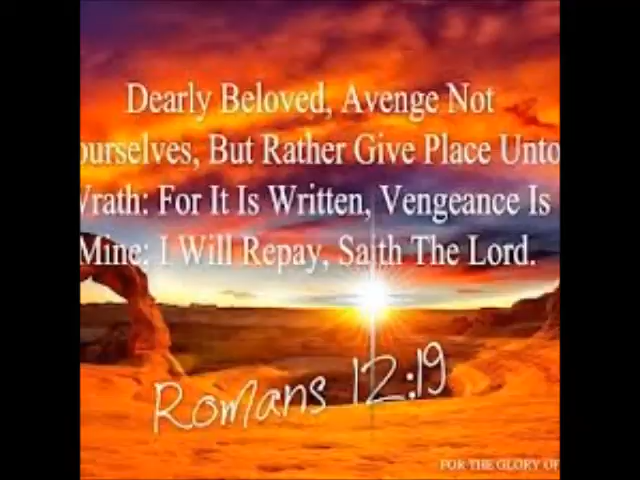 Dearly Beloved, Avenge Not
ourselves, But Rather Give Place Unto
Wrath: For It Is Written, Vengeance Is
Mine: I Will Repay, Saith The Lord.
Romans 12:19
FOR THE GLORY OF